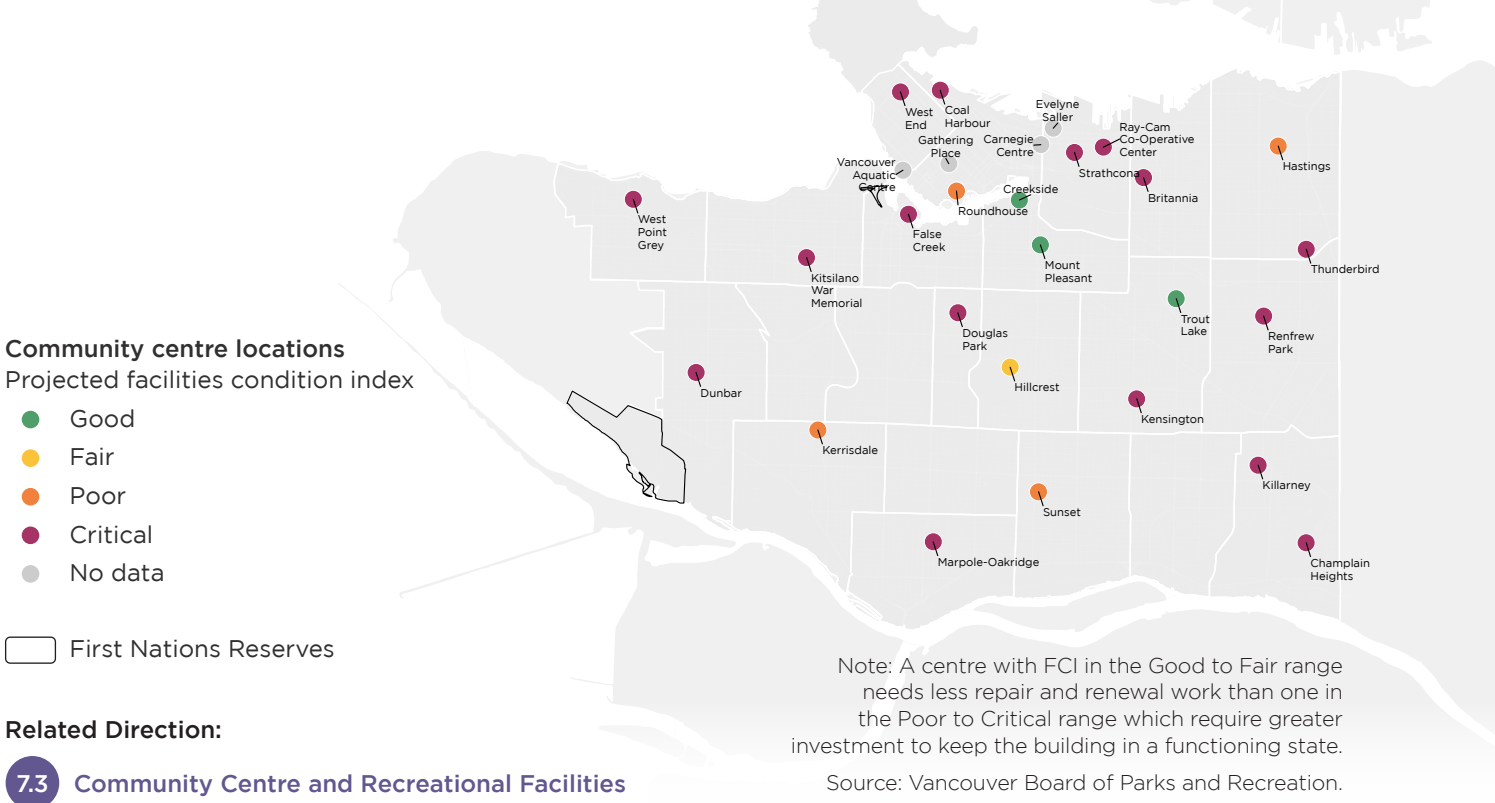 West
End
Coal
Harbour
Evelyne
Saller
Gathering
Place
Carnegie
Centre
Ray-Cam
Co-Operative
Center
Strathcona
Hastings
Vancouver
Aquatic
Centre
Creekside
Britannia
Roundhouse
West
Point
Grey
False
Creek
Mount
Pleasant
Thunderbird
Kitsilano
War
Memorial
Trout
Lake
Douglas
Park
Renfrew
Park
Dunbar
Hillcrest
Kensington
Kerrisdale
Killarney
Sunset
Marpole-Oakridge
Champlain
Heights
Community centre locations
Projected facilities condition index
Good
Fair
Poor
Critical
No data
First Nations Reserves
Related Direction:
7.3 Community Centre and Recreational Facilities
Note: A centre with FCI in the Good to Fair range
needs less repair and renewal work than one in
the Poor to Critical range which require greater
investment to keep the building in a functioning state.
Source: Vancouver Board of Parks and Recreation.